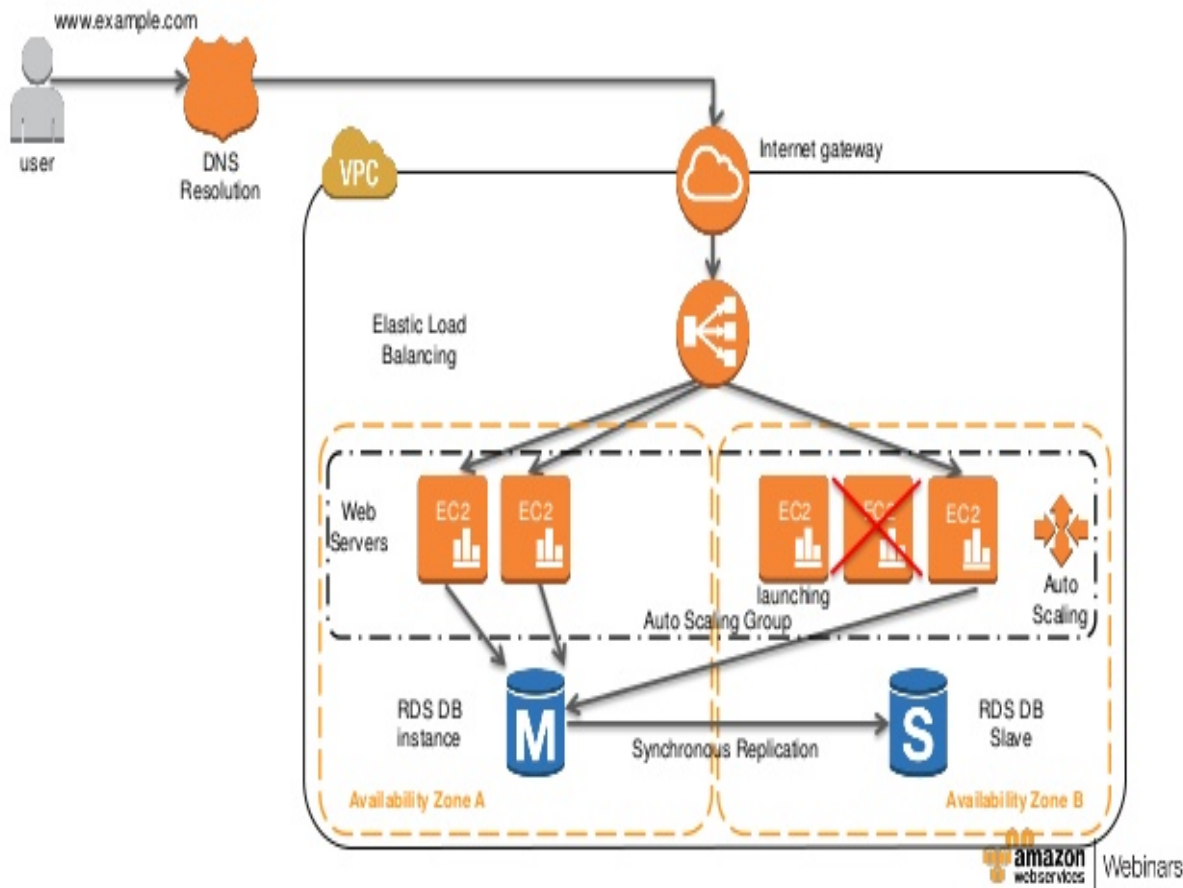 www.example.com
user
DNS
Resolution
VPC
Internet gateway
Elastic Load
Balancing
Web
Servers
EC2
EC2
EC2
EC2
EC2
launching
Auto
Scaling
Auto Scaling Group
RDS DB
instance
M
Synchronous Replication
S
RDS DB
Slave
Availability Zone A
Availability Zone B
amazon
webservices
Webinars